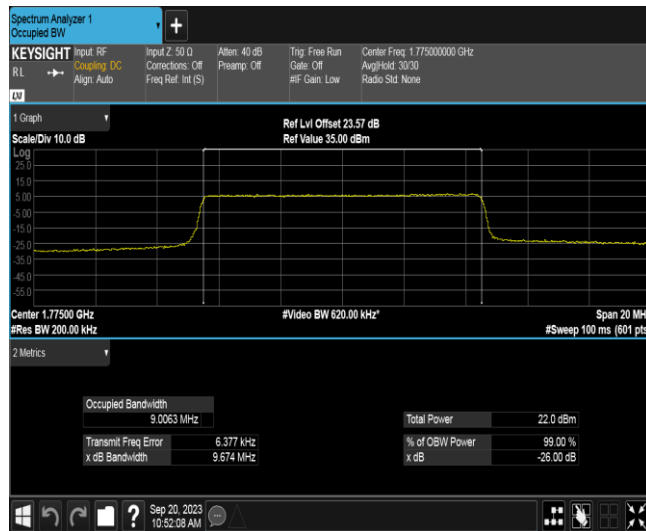 Spectrum Analyzer 1
Occupied BW
+
KEYSIGHT
RL
LXI
Input: RF
Coupling: DC
Align: Auto
Input Z: 50 Ω
Corrections: Off
Freq Ref: Int (S)
Atten: 40 dB
Preamp: Off
Trig: Free Run
Gate: Off
#IF Gain: Low
Center Freq: 1.775000000 GHz
Avg|Hold: 30/30
Radio Std: None
1 Graph
Scale/Div 10.0 dB
Ref Lvl Offset 23.57 dB
Ref Value 35.00 dBm
Log
25.0
15.0
5.00
-5.00
-15.0
-25.0
-35.0
-45.0
-55.0
Center 1.77500 GHz
#Res BW 200.00 kHz
#Video BW 620.00 kHz*
Span 20 MH
#Sweep 100 ms (601 pts
2 Metrics
Occupied Bandwidth
9.0063 MHz
Transmit Freq Error 6.377 kHz
x dB Bandwidth 9.674 MHz
Total Power 22.0 dBm
% of OBW Power 99.00 %
x dB -26.00 dB
?
Sep 20, 2023
10:52:08 AM